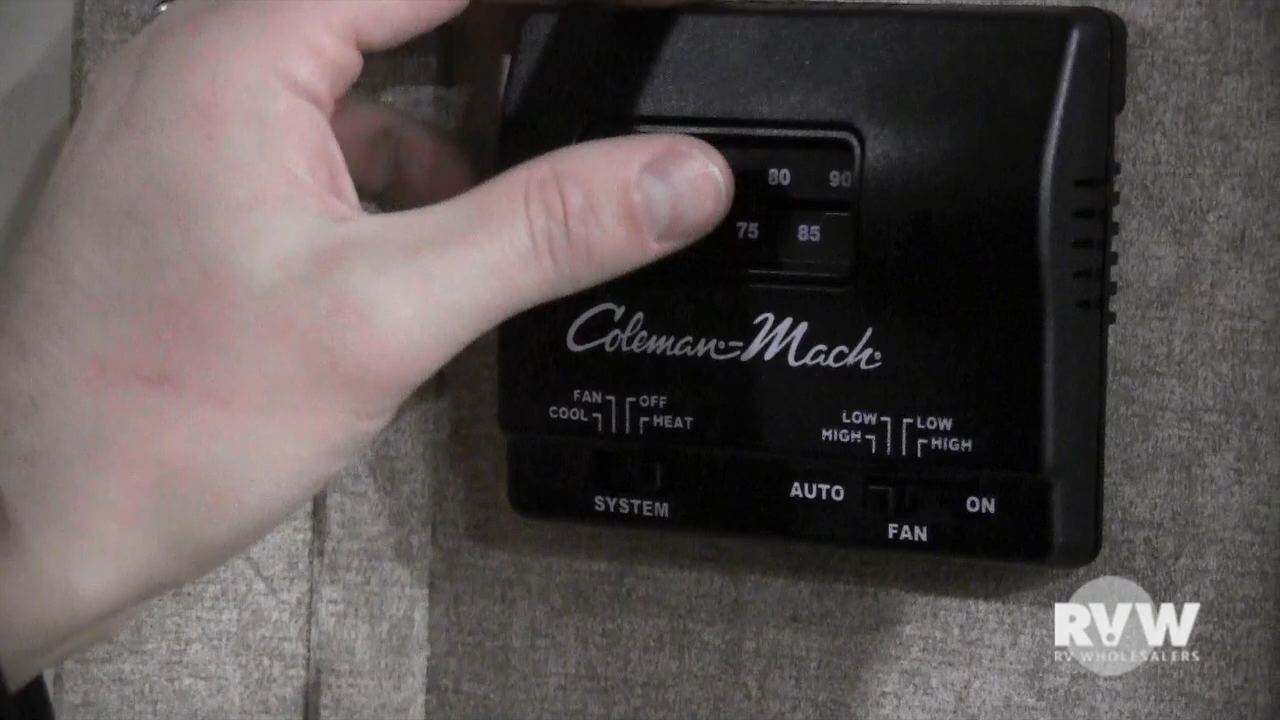 80 90
75 85
Coleman-Mach
FAN OFF
COOL HEAT
LOW LOW
HIGH HIGH
AUTO ON
SYSTEM
FAN
RVW
RV WHOLESALERS